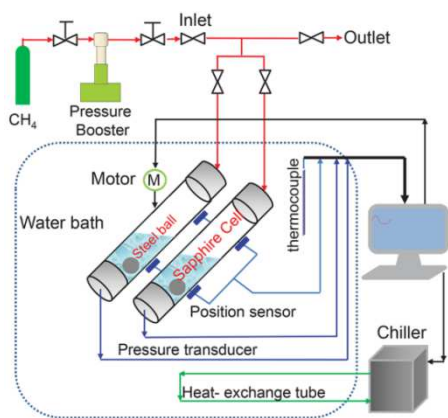 Inlet
Outlet
CH4
Pressure
Booster
Motor
M
Water bath
Steel ball
Sapphire Cell
thermocouple
Position sensor
Pressure transducer
Chiller
Heat- exchange tube